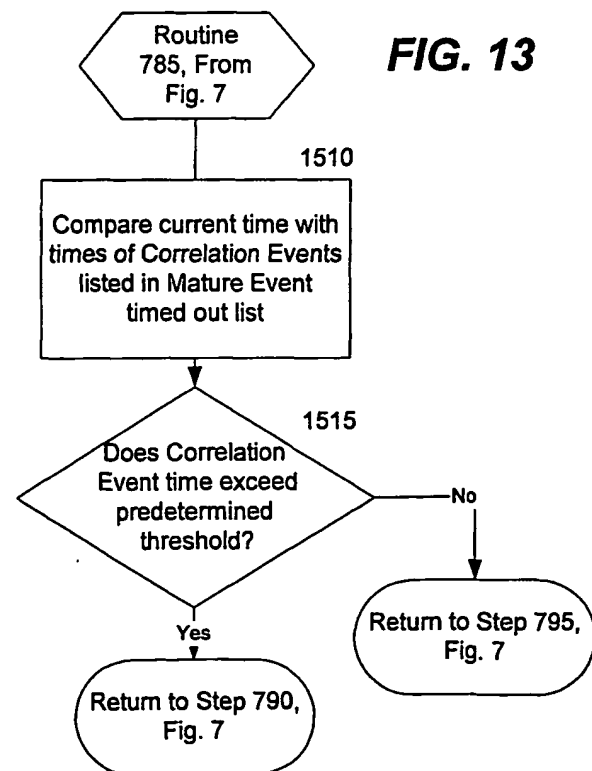 Routine
785, From
Fig. 7
FIG. 13
1510
Compare current time with
times of Correlation Events
listed in Mature Event
timed out list
1515
Does Correlation
Event time exceed
predetermined
threshold?
No
Yes
Return to Step 795,
Fig. 7
Return to Step 790,
Fig. 7